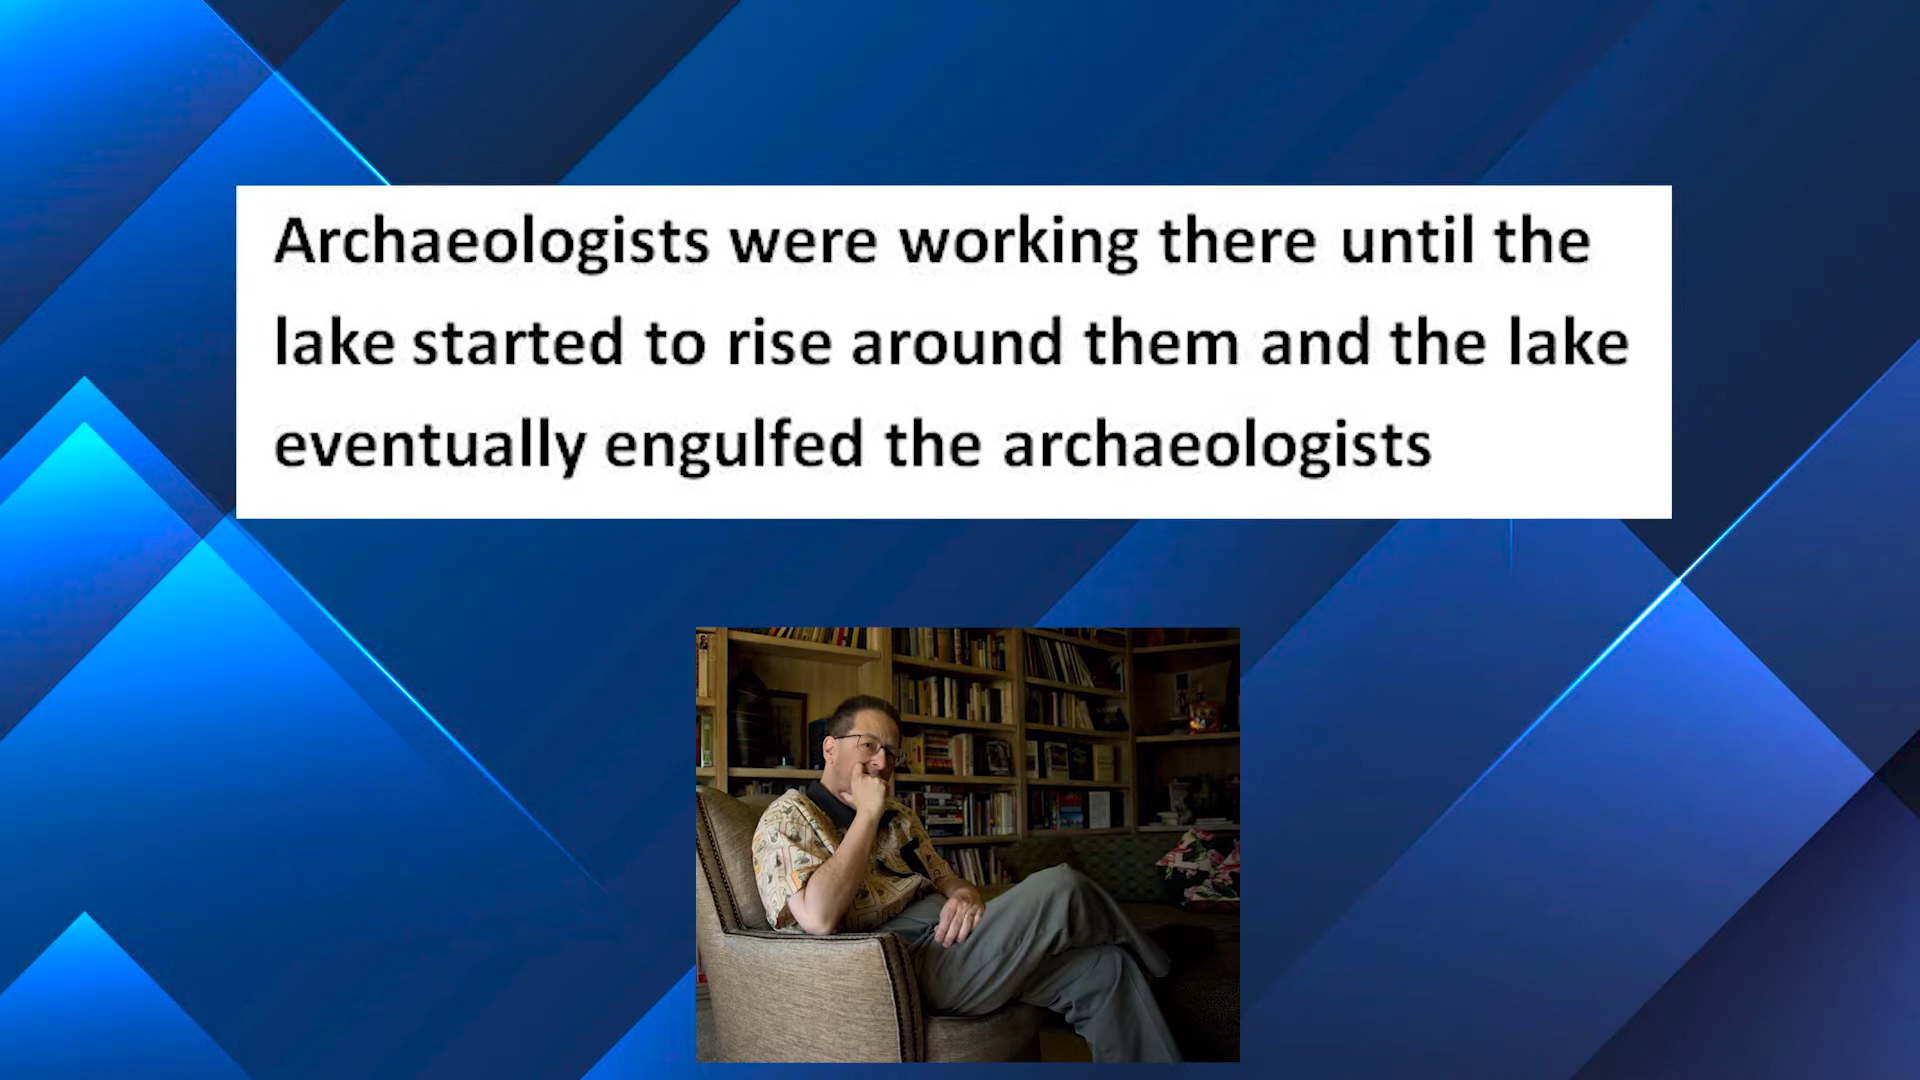 Archaeologists were working there until the
lake started to rise around them and the lake
eventually engulfed the archaeologists